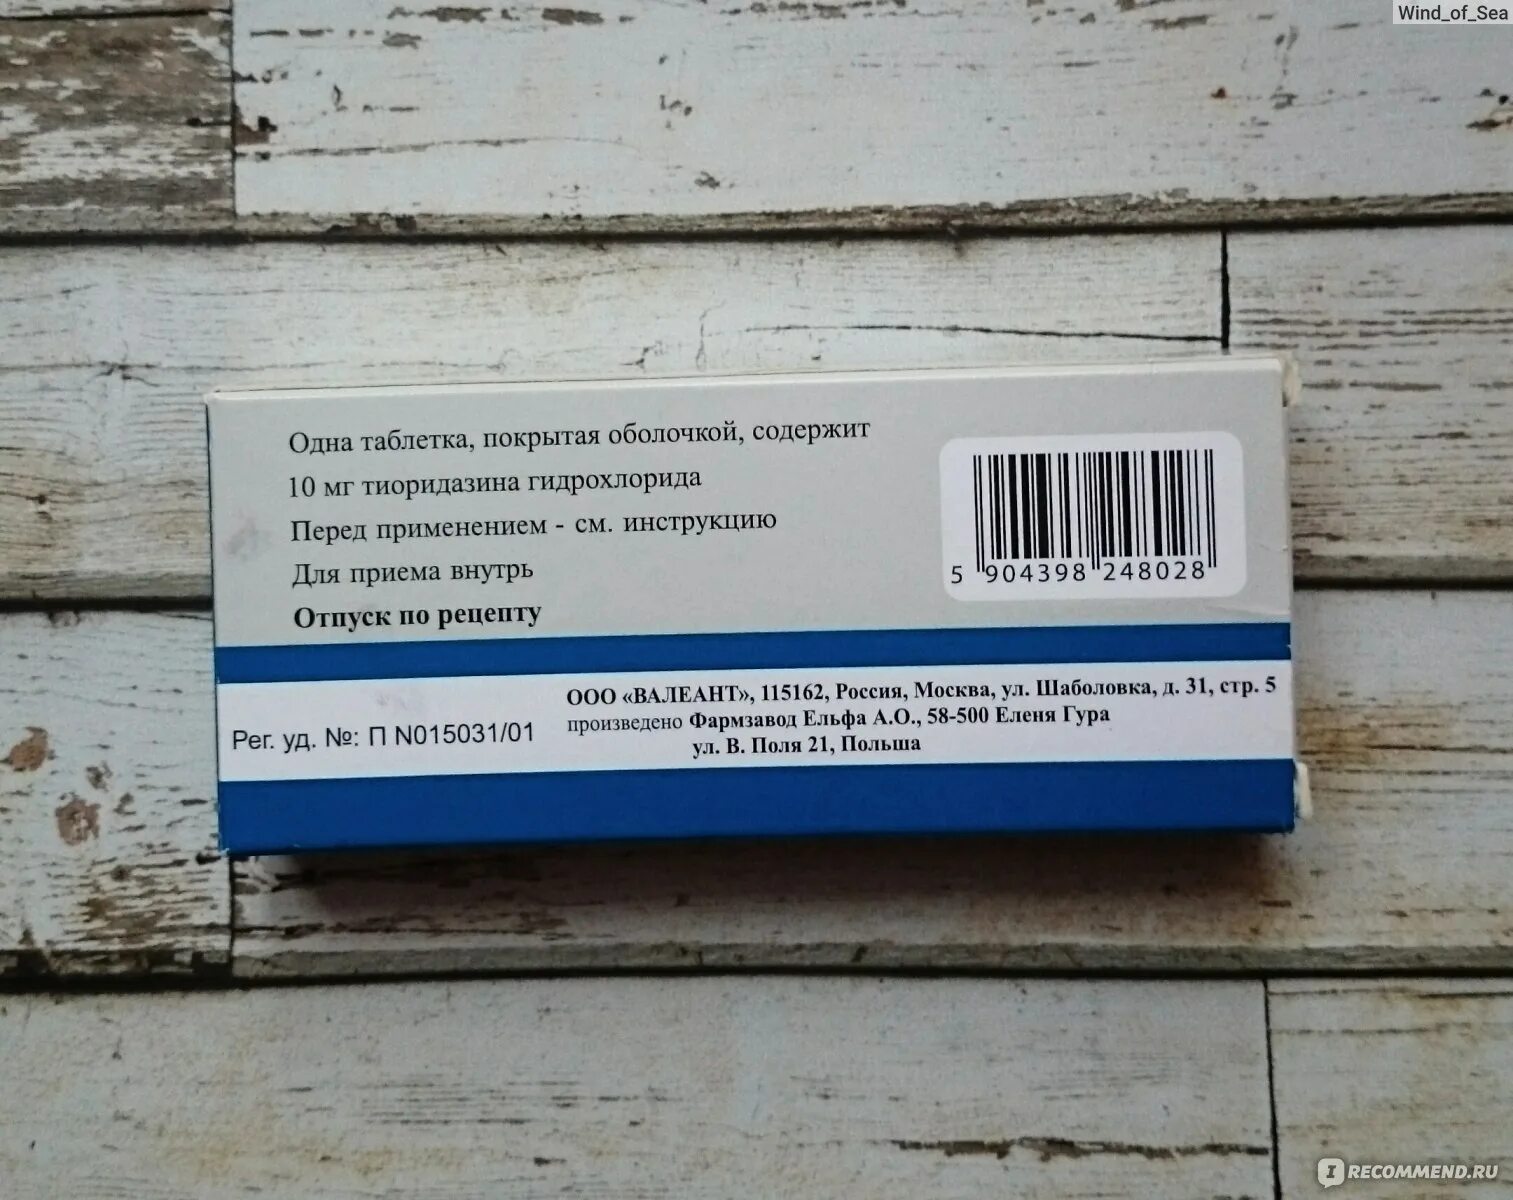 Wind_of_Sea
Одна таблетка, покрытая оболочкой, содержит
10 мг тиоридазина гидрохлорида
Перед применением - см. инструкцию
Для приема внутрь
Отпуск по рецепту
5 904398 248028
Рег. уд. №: П N015031/01
ООО «ВАЛЕАНТ», 115162, Россия, Москва, ул. Шаболовка, д. 31, стр. 5
произведено Фармзавод Ельфа А.О., 58-500 Еленя Гура
ул. В. Поля 21, Польша
IRECOMMEND.RU